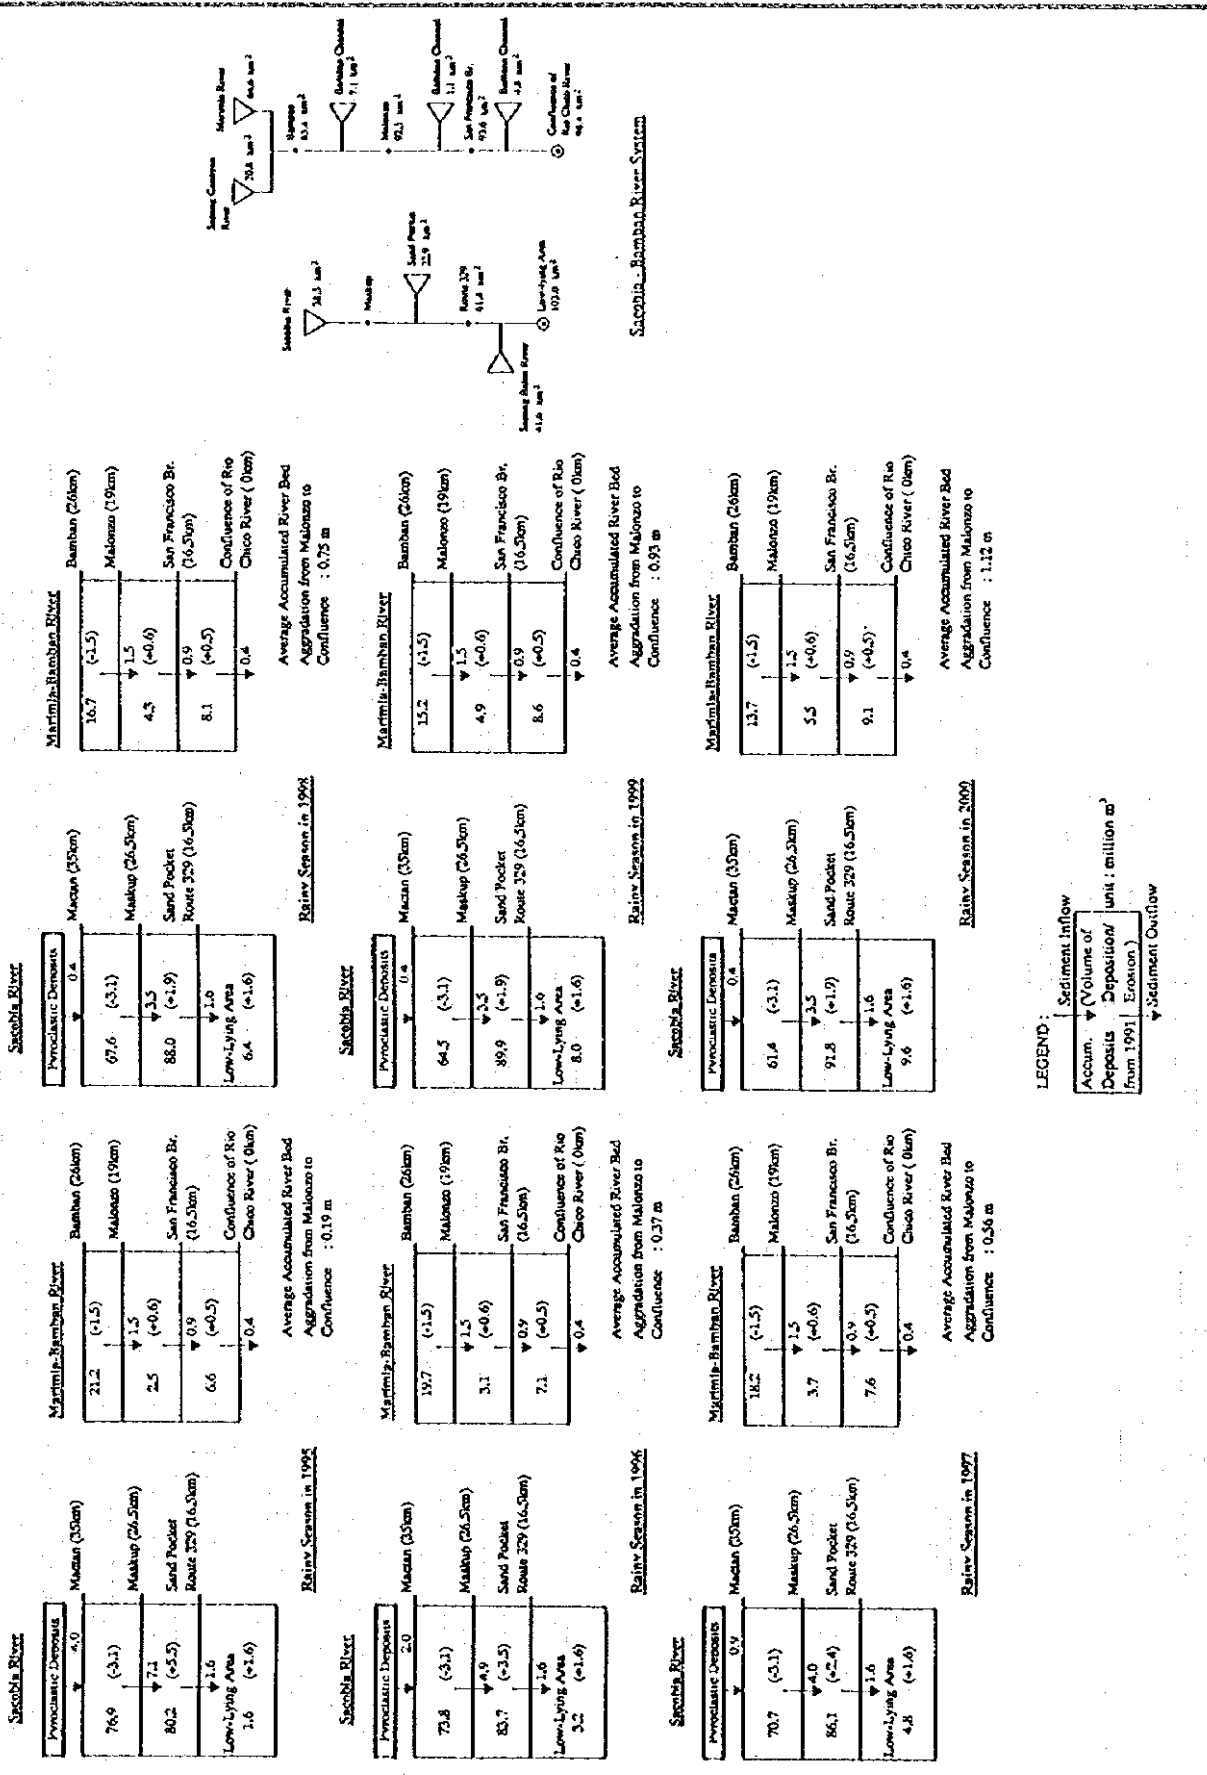 Sacobia River
Pyroclastic Deposits
4.0
Mactan (35km)
76.9 (-3.1)
Maskup (26.5km)
7.1
80.2 (+5.5)
Sand Pocket
Route 329 (16.5km)
1.6
Low-Lying Area
1.6 (+1.6)
Marimla-Bamban River
Bamban (26km)
21.2 (-1.5)
Malonzo (19km)
1.5
2.5 (+0.6)
San Francisco Br.
(16.5km)
0.9
6.6 (+0.5)
Confluence of Rio
Chico River ( 0km)
0.4
Average Accumulated River Bed
Aggradation from Malonzo to
Confluence : 0.19 m
Rainy Season in 1995
Sacobia River
Pyroclastic Deposits
0.4
Mactan (35km)
67.6 (-3.1)
Maskup (26.5km)
3.5
88.0 (+1.9)
Sand Pocket
Route 329 (16.5km)
1.6
Low-Lying Area
6.4 (+1.6)
Marimla-Bamban River
Bamban (26km)
16.7 (-1.5)
Malonzo (19km)
1.5
4.3 (+0.6)
San Francisco Br.
(16.5km)
0.9
8.1 (+0.5)
Confluence of Rio
Chico River ( 0km)
0.4
Average Accumulated River Bed
Aggradation from Malonzo to
Confluence : 0.75 m
Rainy Season in 1998
Sacobia River
Pyroclastic Deposits
2.0
Mactan (35km)
73.8 (-3.1)
Maskup (26.5km)
4.9
83.7 (+3.5)
Sand Pocket
Route 329 (16.5km)
1.6
Low-Lying Area
3.2 (+1.6)
Marimla-Bamban River
Bamban (26km)
19.7 (-1.5)
Malonzo (19km)
1.5
3.1 (+0.6)
San Francisco Br.
(16.5km)
0.9
7.1 (+0.5)
Confluence of Rio
Chico River ( 0km)
0.4
Average Accumulated River Bed
Aggradation from Malonzo to
Confluence : 0.37 m
Rainy Season in 1996
Sacobia River
Pyroclastic Deposits
0.4
Mactan (35km)
64.5 (-3.1)
Maskup (26.5km)
3.5
89.9 (+1.9)
Sand Pocket
Route 329 (16.5km)
1.6
Low-Lying Area
8.0 (+1.6)
Marimla-Bamban River
Bamban (26km)
15.2 (-1.5)
Malonzo (19km)
1.5
4.9 (+0.6)
San Francisco Br.
(16.5km)
0.9
8.6 (+0.5)
Confluence of Rio
Chico River ( 0km)
0.4
Average Accumulated River Bed
Aggradation from Malonzo to
Confluence : 0.93 m
Rainy Season in 1999
Sacobia River
Pyroclastic Deposits
0.9
Mactan (35km)
70.7 (-3.1)
Maskup (26.5km)
4.0
86.1 (+2.4)
Sand Pocket
Route 329 (16.5km)
1.6
Low-Lying Area
4.8 (+1.6)
Marimla-Bamban River
Bamban (26km)
18.2 (-1.5)
Malonzo (19km)
1.5
3.7 (+0.6)
San Francisco Br.
(16.5km)
0.9
7.6 (+0.5)
Confluence of Rio
Chico River ( 0km)
0.4
Average Accumulated River Bed
Aggradation from Malonzo to
Confluence : 0.56 m
Rainy Season in 1997
Sacobia River
Pyroclastic Deposits
0.4
Mactan (35km)
61.4 (-3.1)
Maskup (26.5km)
3.5
91.8 (+1.9)
Sand Pocket
Route 329 (16.5km)
1.6
Low-Lying Area
9.6 (+1.6)
Marimla-Bamban River
Bamban (26km)
13.7 (-1.5)
Malonzo (19km)
1.5
5.5 (+0.6)
San Francisco Br.
(16.5km)
0.9
9.1 (+0.5)
Confluence of Rio
Chico River ( 0km)
0.4
Average Accumulated River Bed
Aggradation from Malonzo to
Confluence : 1.12 m
Rainy Season in 2000
Sacobia River
Maskup
Sand Pocket
22.9 km²
Route 329
61.4 km²
41.6 km²
Low-lying Area
103.0 km²
River
20.8 km²
Marimla River
Bamban
Malonzo
92.5 km²
Bamban Channel
San Francisco Br.
93.6 km²
Bamban Channel
Confluence of
Rio Chico River
Sacobia - Bamban River System
LEGEND :
Sediment Inflow
Accum. (Volume of
Deposits Deposition/ unit : million m³
from 1991 Erosion )
Sediment Outflow